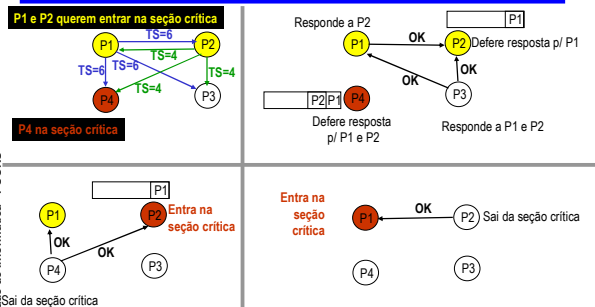 P1 e P2 querem entrar na seção crítica
P1
TS=6
P2
TS=4
TS=6
TS=6
TS=4
TS=4
P4
P3
P4 na seção crítica
P1
Responde a P2
P1
OK
P2
Defere resposta p/ P1
OK
OK
P2
P1
P4
P3
Defere resposta
p/ P1 e P2
Responde a P1 e P2
P1
P1
P2
Entra na
seção crítica
OK
OK
P4
P3
Sai da seção crítica
Entra na
seção
crítica
P1
OK
P2
Sai da seção crítica
P4
P3